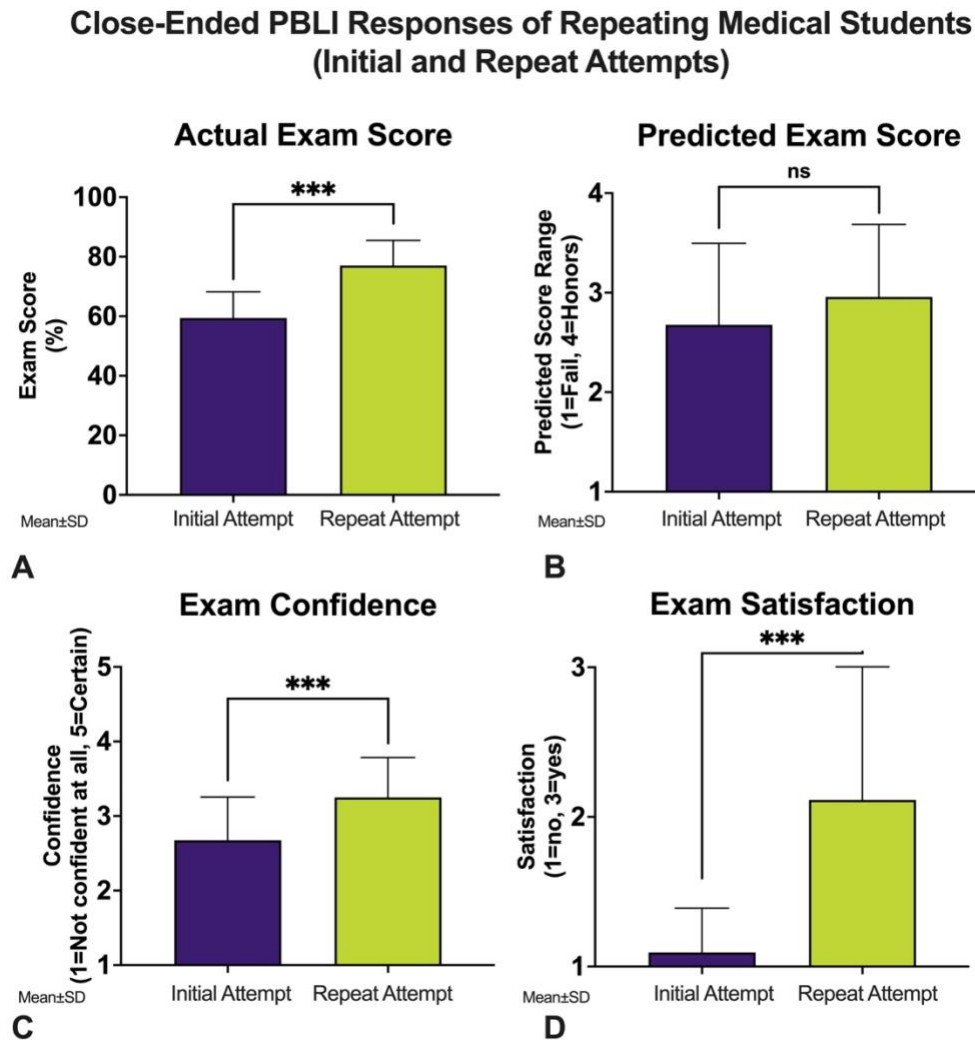 Close-Ended PBLI Responses of Repeating Medical Students
(Initial and Repeat Attempts)
Actual Exam Score
***
Exam Score
(%)
100
80
60
40
20
0
Mean±SD
Initial Attempt
Repeat Attempt
A
Predicted Exam Score
ns
Predicted Score Range
(1=Fail, 4=Honors)
4
3
2
1
Mean±SD
Initial Attempt
Repeat Attempt
B
Exam Confidence
***
Confidence
(1=Not confident at all, 5=Certain)
5
4
3
2
1
Mean±SD
Initial Attempt
Repeat Attempt
C
Exam Satisfaction
***
Satisfaction
(1=no, 3=yes)
3
2
1
Mean±SD
Initial Attempt
Repeat Attempt
D